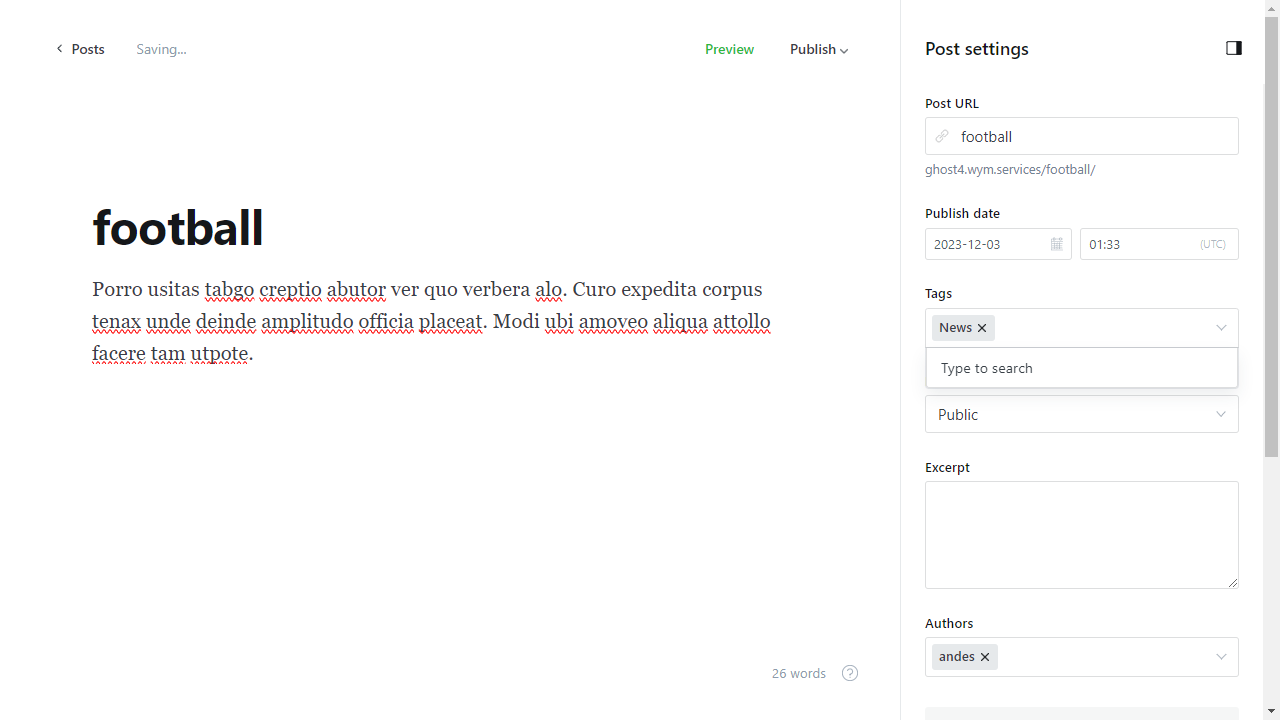 Posts
Saving...
Preview
Publish
Post settings
Post URL
football
ghost4.wym.services/football/
Publish date
2023-12-03
01:33
(UTC)
Tags
News
Type to search
Public
Excerpt
Authors
andes
football
Porro usitas tabgo creptio abutor ver quo verbera alo. Curo expedita corpus
tenax unde deinde amplitudo officia placeat. Modi ubi amoveo aliqua attollo
facere tam utpote.
26 words
?